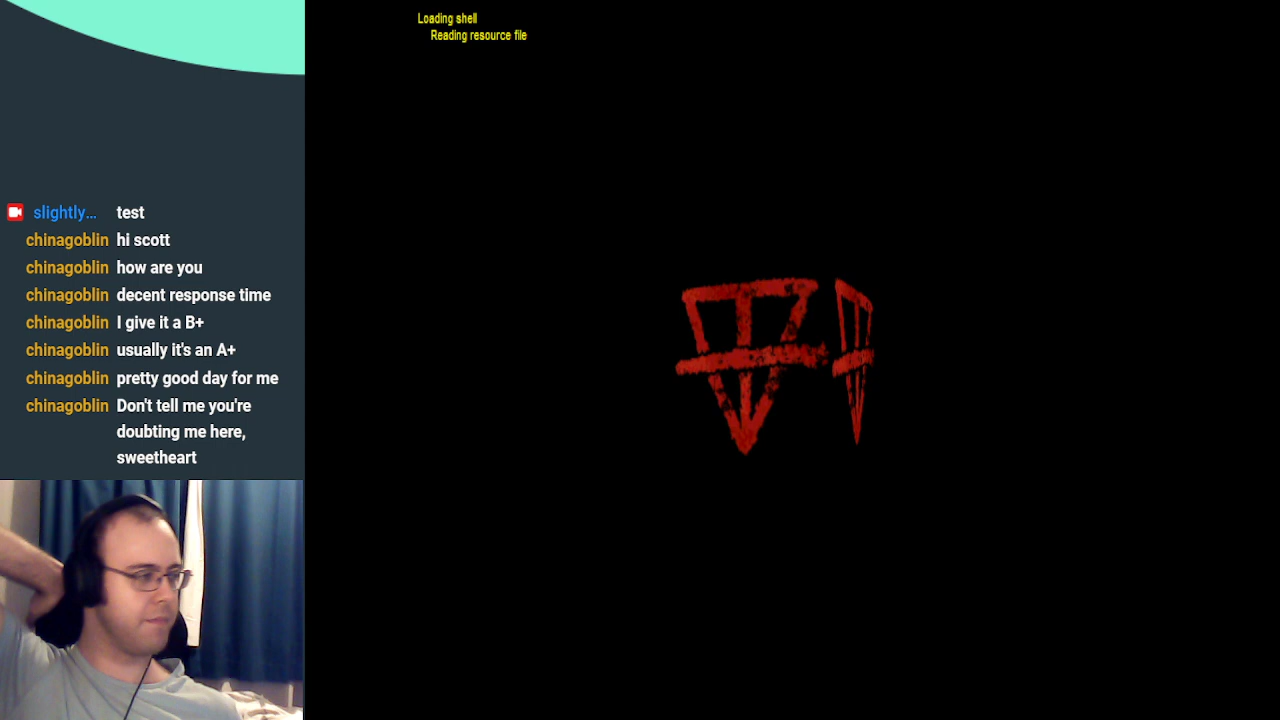 Loading shell
Reading resource file
slightly... test
chinagoblin hi scott
chinagoblin how are you
chinagoblin decent response time
chinagoblin I give it a B+
chinagoblin usually it's an A+
chinagoblin pretty good day for me
chinagoblin Don't tell me you're
doubting me here,
sweetheart